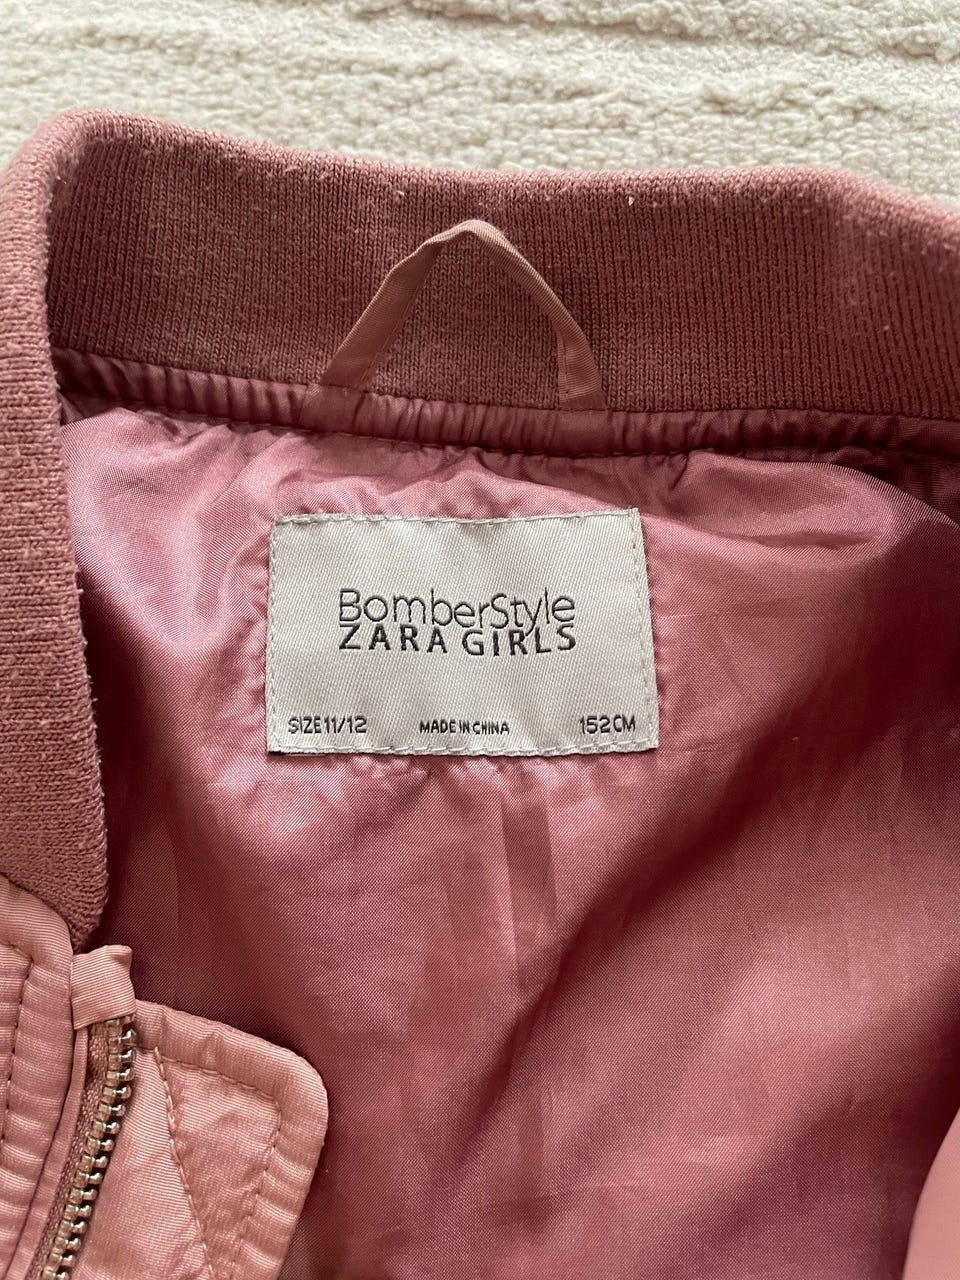 BomberStyle
ZARA GIRLS
SIZE 11/12 MADE IN CHINA 152CM